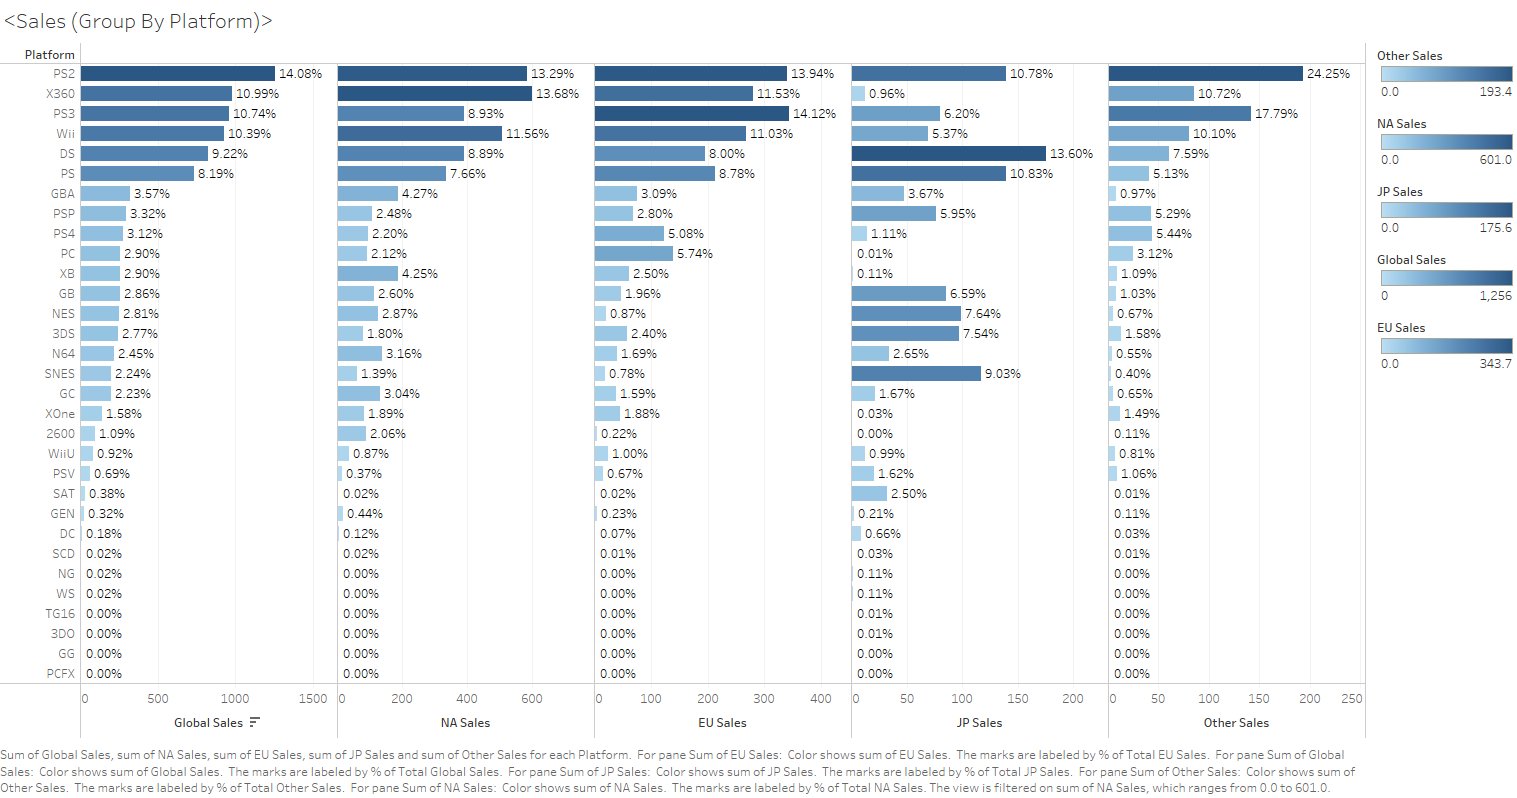 <Sales (Group By Platform)>
Platform
PS2 14.08% 13.29% 13.94% 10.78% 24.25%
X360 10.99% 13.68% 11.53% 0.96% 10.72%
PS3 10.74% 8.93% 14.12% 6.20% 17.79%
Wii 10.39% 11.56% 11.03% 5.37% 10.10%
DS 9.22% 8.89% 8.00% 13.60% 7.59%
PS 8.19% 7.66% 8.78% 10.83% 5.13%
GBA 3.57% 4.27% 3.09% 3.67% 0.97%
PSP 3.32% 2.48% 2.80% 5.95% 5.29%
PS4 3.12% 2.20% 5.08% 1.11% 5.44%
PC 2.90% 2.12% 5.74% 0.01% 3.12%
XB 2.90% 4.25% 2.50% 0.11% 1.09%
GB 2.86% 2.60% 1.96% 6.59% 1.03%
NES 2.81% 2.87% 0.87% 7.64% 0.67%
3DS 2.77% 1.80% 2.40% 7.54% 1.58%
N64 2.45% 3.16% 1.69% 2.65% 0.55%
SNES 2.24% 1.39% 0.78% 9.03% 0.40%
GC 2.23% 3.04% 1.59% 1.67% 0.65%
XOne 1.58% 1.89% 1.88% 0.03% 1.49%
2600 1.09% 2.06% 0.22% 0.00% 0.11%
WiiU 0.92% 0.87% 1.00% 0.99% 0.81%
PSV 0.69% 0.37% 0.67% 1.62% 1.06%
SAT 0.38% 0.02% 0.02% 2.50% 0.01%
GEN 0.32% 0.44% 0.23% 0.21% 0.11%
DC 0.18% 0.12% 0.07% 0.66% 0.03%
SCD 0.02% 0.02% 0.01% 0.03% 0.01%
NG 0.02% 0.00% 0.00% 0.11% 0.00%
WS 0.02% 0.00% 0.00% 0.11% 0.00%
TG16 0.00% 0.00% 0.00% 0.01% 0.00%
3DO 0.00% 0.00% 0.00% 0.01% 0.00%
GG 0.00% 0.00% 0.00% 0.00% 0.00%
PCFX 0.00% 0.00% 0.00% 0.00% 0.00%
0 500 1000 1500 0 200 400 600 0 100 200 300 400 0 50 100 150 200 0 50 100 150 200 250
Global Sales NA Sales EU Sales JP Sales Other Sales
Other Sales
0.0 193.4
NA Sales
0.0 601.0
JP Sales
0.0 175.6
Global Sales
0 1,256
EU Sales
0.0 343.7
Sum of Global Sales, sum of NA Sales, sum of EU Sales, sum of JP Sales and sum of Other Sales for each Platform. For pane Sum of EU Sales: Color shows sum of EU Sales. The marks are labeled by % of Total EU Sales. For pane Sum of Global
Sales: Color shows sum of Global Sales. The marks are labeled by % of Total Global Sales. For pane Sum of JP Sales: Color shows sum of JP Sales. The marks are labeled by % of Total JP Sales. For pane Sum of Other Sales: Color shows sum of
Other Sales. The marks are labeled by % of Total Other Sales. For pane Sum of NA Sales: Color shows sum of NA Sales. The marks are labeled by % of Total NA Sales. The view is filtered on sum of NA Sales, which ranges from 0.0 to 601.0.